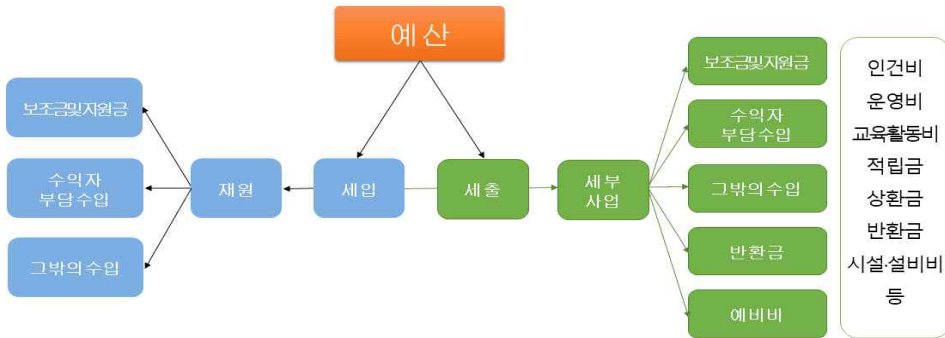 예산
보조금및지원금
수익자
부담수입
그밖의수입
재원
세입
세출
세부
사업
보조금및지원금
수익자
부담수입
그밖의수입
반환금
예비비
인건비
운영비
교육활동비
적립금
상환금
반환금
시설·설비비
등